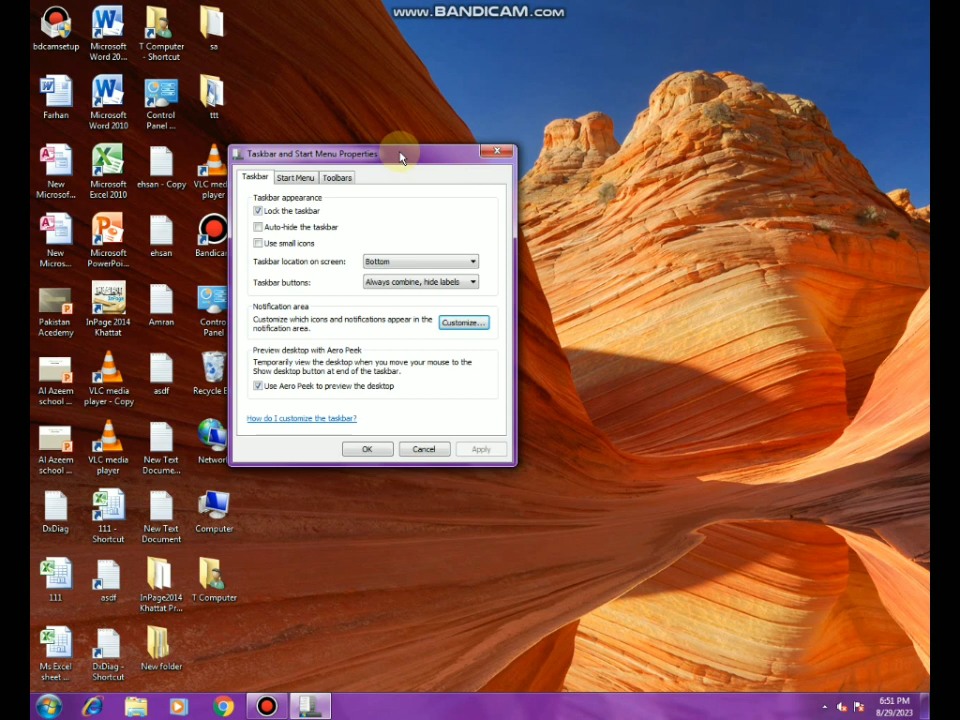 WWW.BANDICAM.COM
bdcamsetup
Microsoft
Word 20...
T Computer
- Shortcut
sa
Farhan
Microsoft
Word 2010
Control
Panel ...
ttt
New
Microsof...
Microsoft
Excel 2010
ehsan - Copy
VLC med
player
New
Micros...
Microsoft
PowerPoi...
ehsan
Bandica
Pakistan
Acedemy
InPage 2014
Khattat
Amran
Contro
Panel
Al Azeem
school ...
VLC media
player - Copy
asdf
Recycle B
Al Azeem
school ...
VLC media
player
New Text
Docume...
Networ
DxDiag
111 -
Shortcut
New Text
Document
Computer
111
asdf
InPage2014
Khattat Pr...
T Computer
Ms Excel
sheet ...
DxDiag -
Shortcut
New folder
Taskbar and Start Menu Properties
Taskbar Start Menu Toolbars
Taskbar appearance
Lock the taskbar
Auto-hide the taskbar
Use small icons
Taskbar location on screen: Bottom
Taskbar buttons: Always combine, hide labels
Notification area
Customize which icons and notifications appear in the
notification area.
Customize...
Preview desktop with Aero Peek
Temporarily view the desktop when you move your mouse to the
Show desktop button at end of the taskbar.
Use Aero Peek to preview the desktop
How do I customize the taskbar?
OK Cancel Apply
6:51 PM
8/29/2023